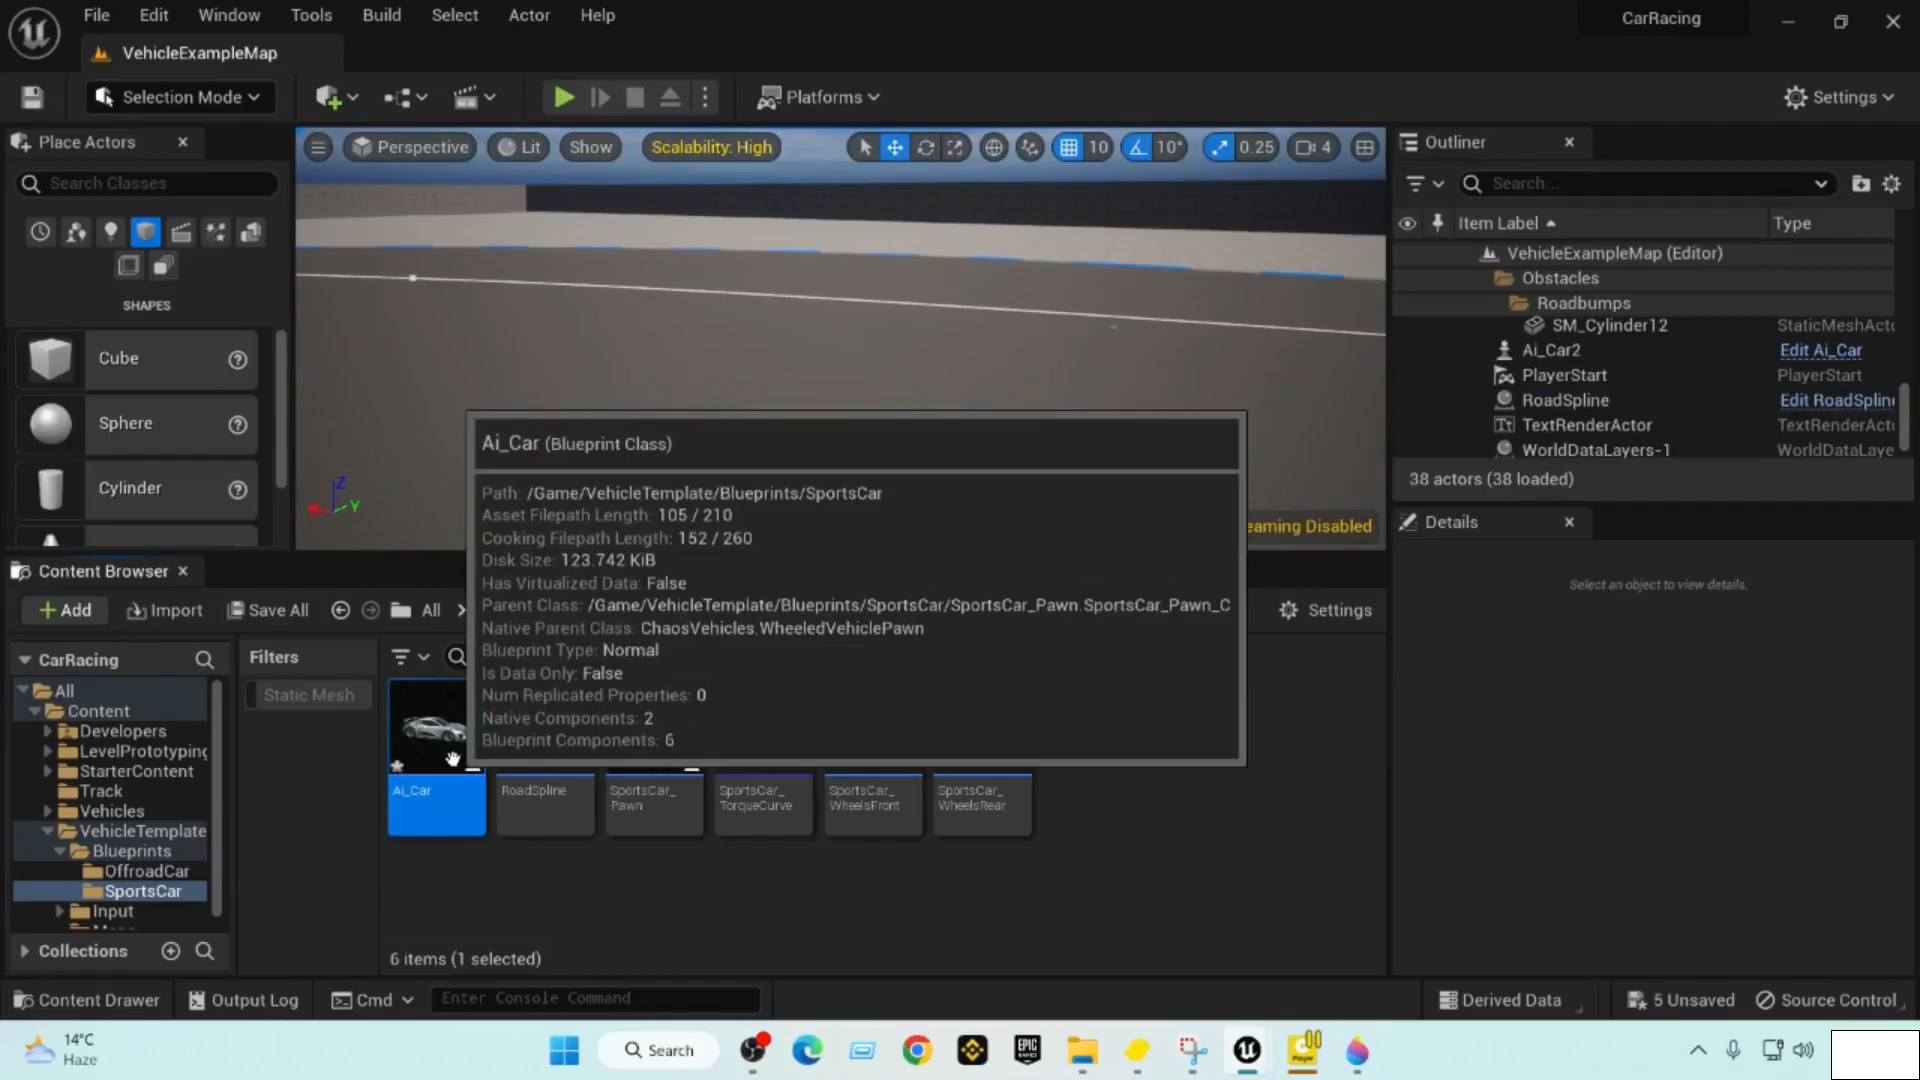 File Edit Window Tools Build Select Actor Help
CarRacing
VehicleExampleMap
Selection Mode
Platforms
Settings
Place Actors
Search Classes
SHAPES
Cube
Sphere
Cylinder
Perspective
Lit
Show
Scalability: High
10
10°
0.25
4
Z
Y
eaming Disabled
Outliner
Search...
Item Label Type
VehicleExampleMap (Editor)
Obstacles
Roadbumps
SM_Cylinder12 StaticMeshActo
Ai_Car2 Edit Ai_Car
PlayerStart PlayerStart
RoadSpline Edit RoadSpline
TextRenderActor TextRenderActo
WorldDataLayers-1 WorldDataLaye
38 actors (38 loaded)
Details
Select an object to view details.
Ai_Car (Blueprint Class)
Path: /Game/VehicleTemplate/Blueprints/SportsCar
Asset Filepath Length: 105 / 210
Cooking Filepath Length: 152 / 260
Disk Size: 123.742 KiB
Has Virtualized Data: False
Parent Class: /Game/VehicleTemplate/Blueprints/SportsCar/SportsCar_Pawn.SportsCar_Pawn_C
Native Parent Class: ChaosVehicles.WheeledVehiclePawn
Blueprint Type: Normal
Is Data Only: False
Num Replicated Properties: 0
Native Components: 2
Blueprint Components: 6
Content Browser
Add
Import
Save All
All
Settings
CarRacing
All
Content
Developers
LevelPrototyping
StarterContent
Track
Vehicles
VehicleTemplate
Blueprints
OffroadCar
SportsCar
Input
Collections
Filters
Static Mesh
Ai_Car
RoadSpline
SportsCar_
Pawn
SportsCar_
TorqueCurve
SportsCar_
WheelsFront
SportsCar_
WheelsRear
6 items (1 selected)
Content Drawer
Output Log
Cmd
Enter Console Command
Derived Data
5 Unsaved
Source Control
14°C
Haze
Search
EPIC
GAMES
Player